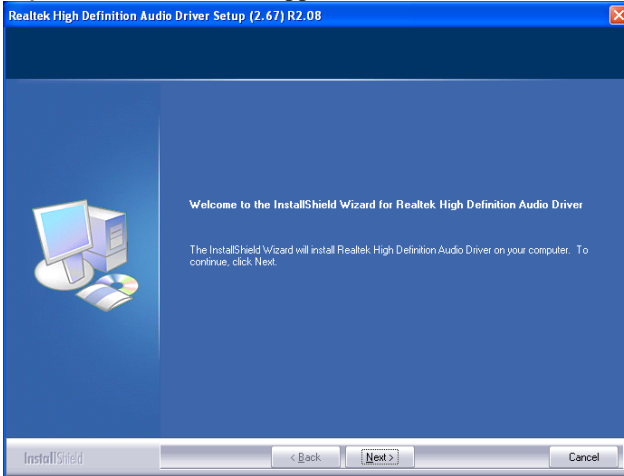 Realtek High Definition Audio Driver Setup (2.67) R2.08
Welcome to the InstallShield Wizard for Realtek High Definition Audio Driver
The InstallShield Wizard will install Realtek High Definition Audio Driver on your computer. To
continue, click Next.
InstallShield
< Back Next > Cancel